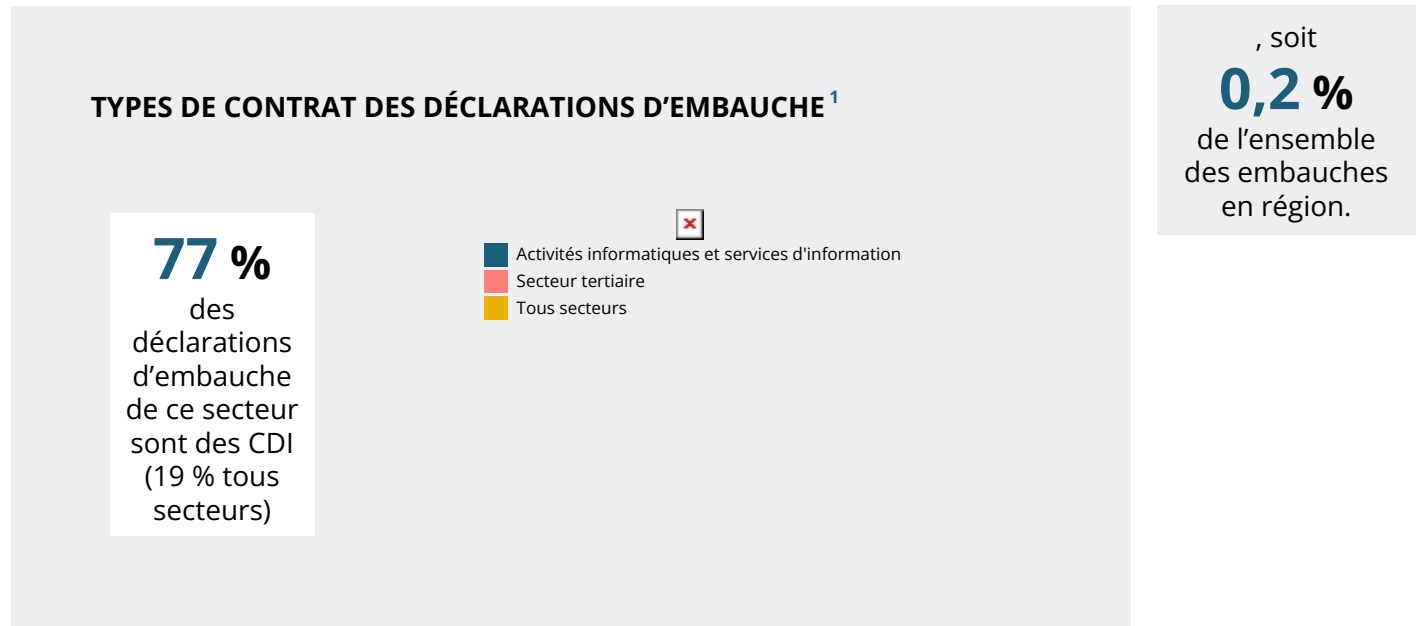 TYPES DE CONTRAT DES DÉCLARATIONS D’EMBAUCHE 1
77 %
des
déclarations
d’embauche
de ce secteur
sont des CDI
(19 % tous
secteurs)
Activités informatiques et services d'information
Secteur tertiaire
Tous secteurs
, soit
0,2 %
de l’ensemble
des embauches
en région.